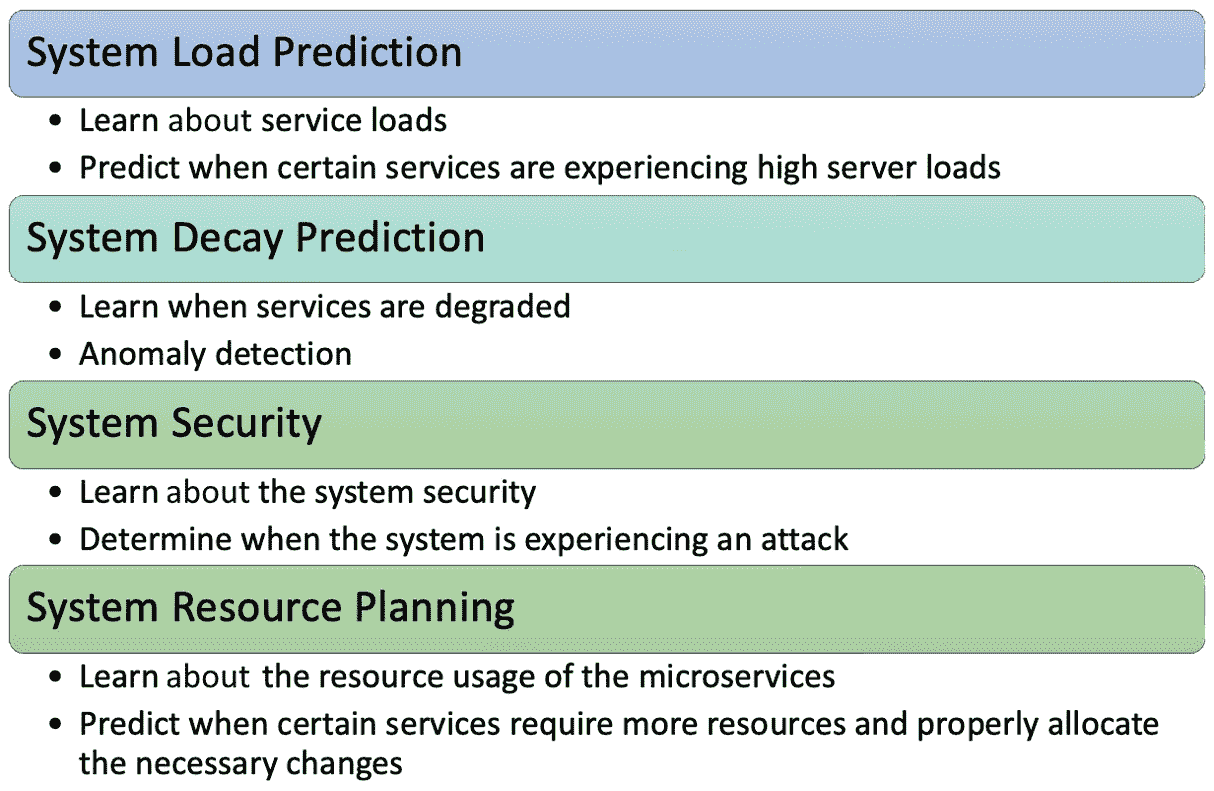 System Load Prediction
• Learn about service loads
• Predict when certain services are experiencing high server loads
System Decay Prediction
• Learn when services are degraded
• Anomaly detection
System Security
• Learn about the system security
• Determine when the system is experiencing an attack
System Resource Planning
• Learn about the resource usage of the microservices
• Predict when certain services require more resources and properly allocate
the necessary changes